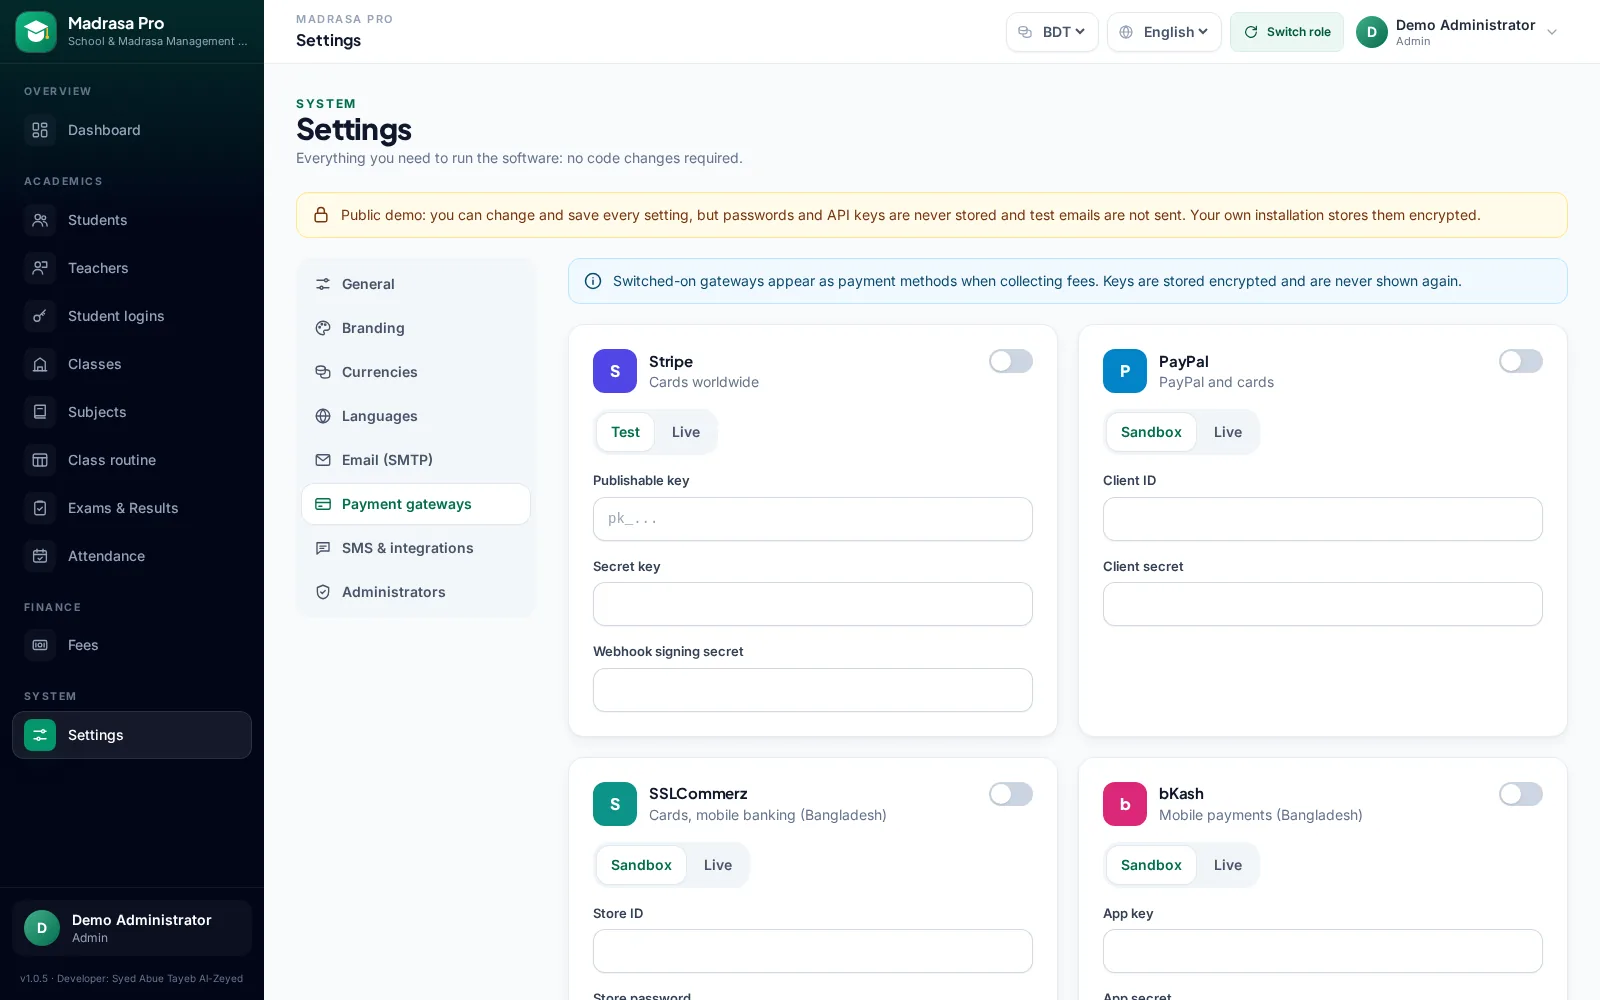 Madrasa Pro
School & Madrasa Management ...
OVERVIEW
Dashboard
ACADEMICS
Students
Teachers
Student logins
Classes
Subjects
Class routine
Exams & Results
Attendance
FINANCE
Fees
SYSTEM
Settings
D
Demo Administrator
Admin
v1.0.5 · Developer: Syed Abue Tayeb Al-Zeyed
MADRASA PRO
Settings
BDT
English
Switch role
D
Demo Administrator
Admin
SYSTEM
Settings
Everything you need to run the software: no code changes required.
Public demo: you can change and save every setting, but passwords and API keys are never stored and test emails are not sent. Your own installation stores them encrypted.
General
Branding
Currencies
Languages
Email (SMTP)
Payment gateways
SMS & integrations
Administrators
Switched-on gateways appear as payment methods when collecting fees. Keys are stored encrypted and are never shown again.
S
Stripe
Cards worldwide
Test Live
Publishable key
pk_...
Secret key
Webhook signing secret
P
PayPal
PayPal and cards
Sandbox Live
Client ID
Client secret
S
SSLCommerz
Cards, mobile banking (Bangladesh)
Sandbox Live
Store ID
Store password
b
bKash
Mobile payments (Bangladesh)
Sandbox Live
App key
App secret